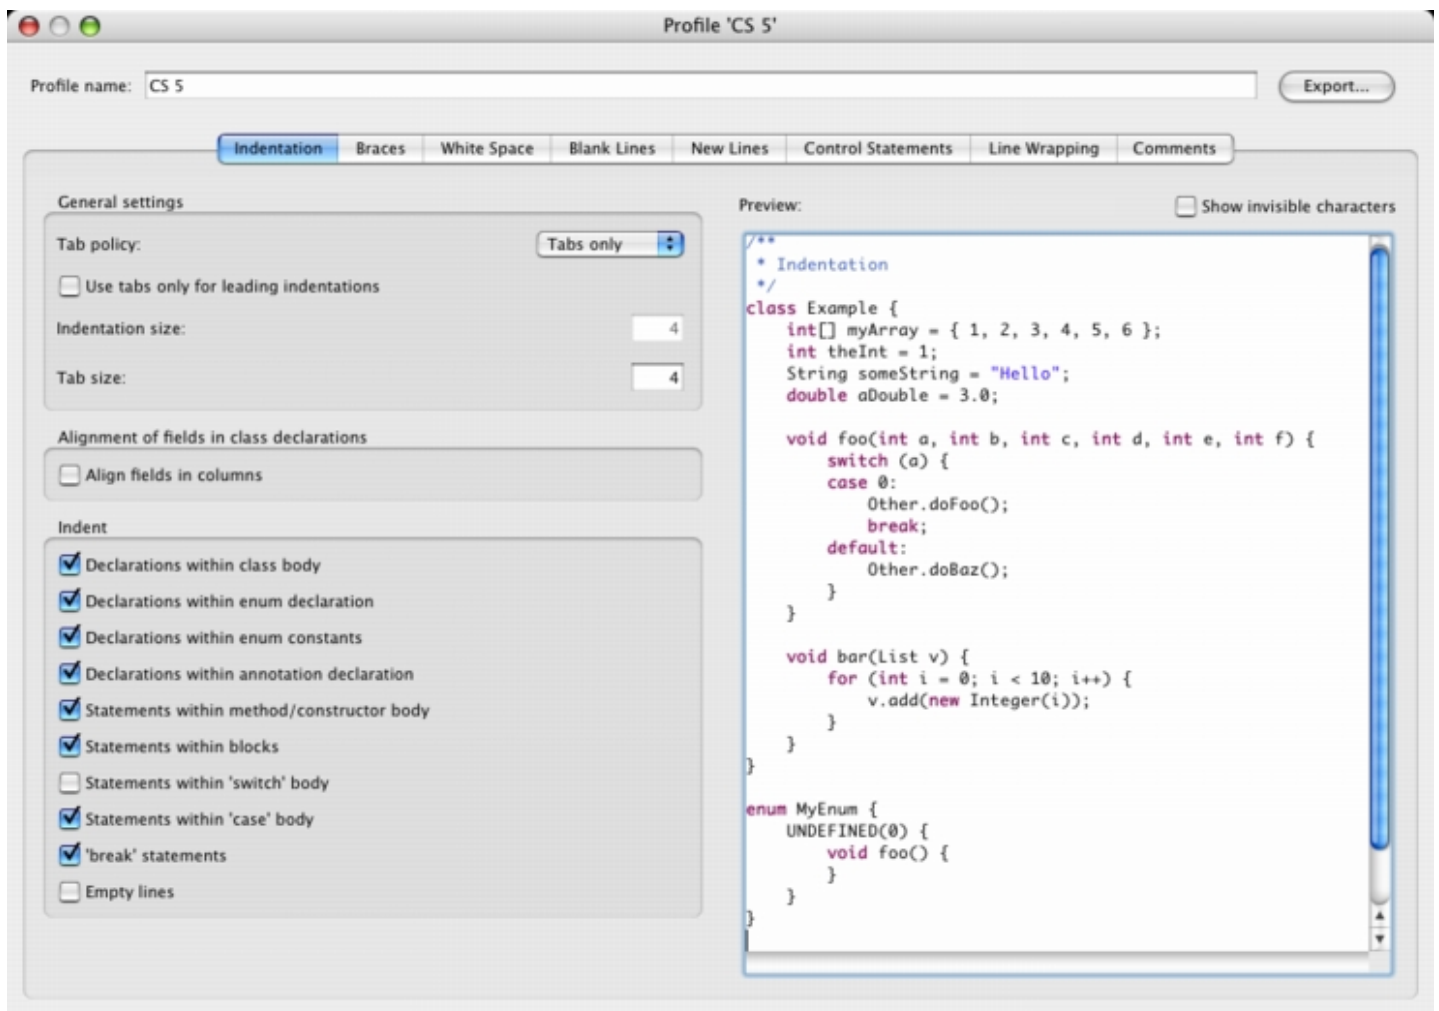 Profile 'CS 5'
Profile name: CS 5 Export...
Indentation Braces White Space Blank Lines New Lines Control Statements Line Wrapping Comments
General settings
Tab policy: Tabs only
Use tabs only for leading indentations
Indentation size: 4
Tab size: 4
Alignment of fields in class declarations
Align fields in columns
Indent
Declarations within class body
Declarations within enum declaration
Declarations within enum constants
Declarations within annotation declaration
Statements within method/constructor body
Statements within blocks
Statements within 'switch' body
Statements within 'case' body
'break' statements
Empty lines
Preview: Show invisible characters
/**
 * Indentation
 */
class Example {
    int[] myArray = { 1, 2, 3, 4, 5, 6 };
    int theInt = 1;
    String someString = "Hello";
    double aDouble = 3.0;

    void foo(int a, int b, int c, int d, int e, int f) {
        switch (a) {
        case 0:
            Other.doFoo();
            break;
        default:
            Other.doBaz();
        }
    }

    void bar(List v) {
        for (int i = 0; i < 10; i++) {
            v.add(new Integer(i));
        }
    }
}

enum MyEnum {
    UNDEFINED(0) {
        void foo() {
        }
    }
}